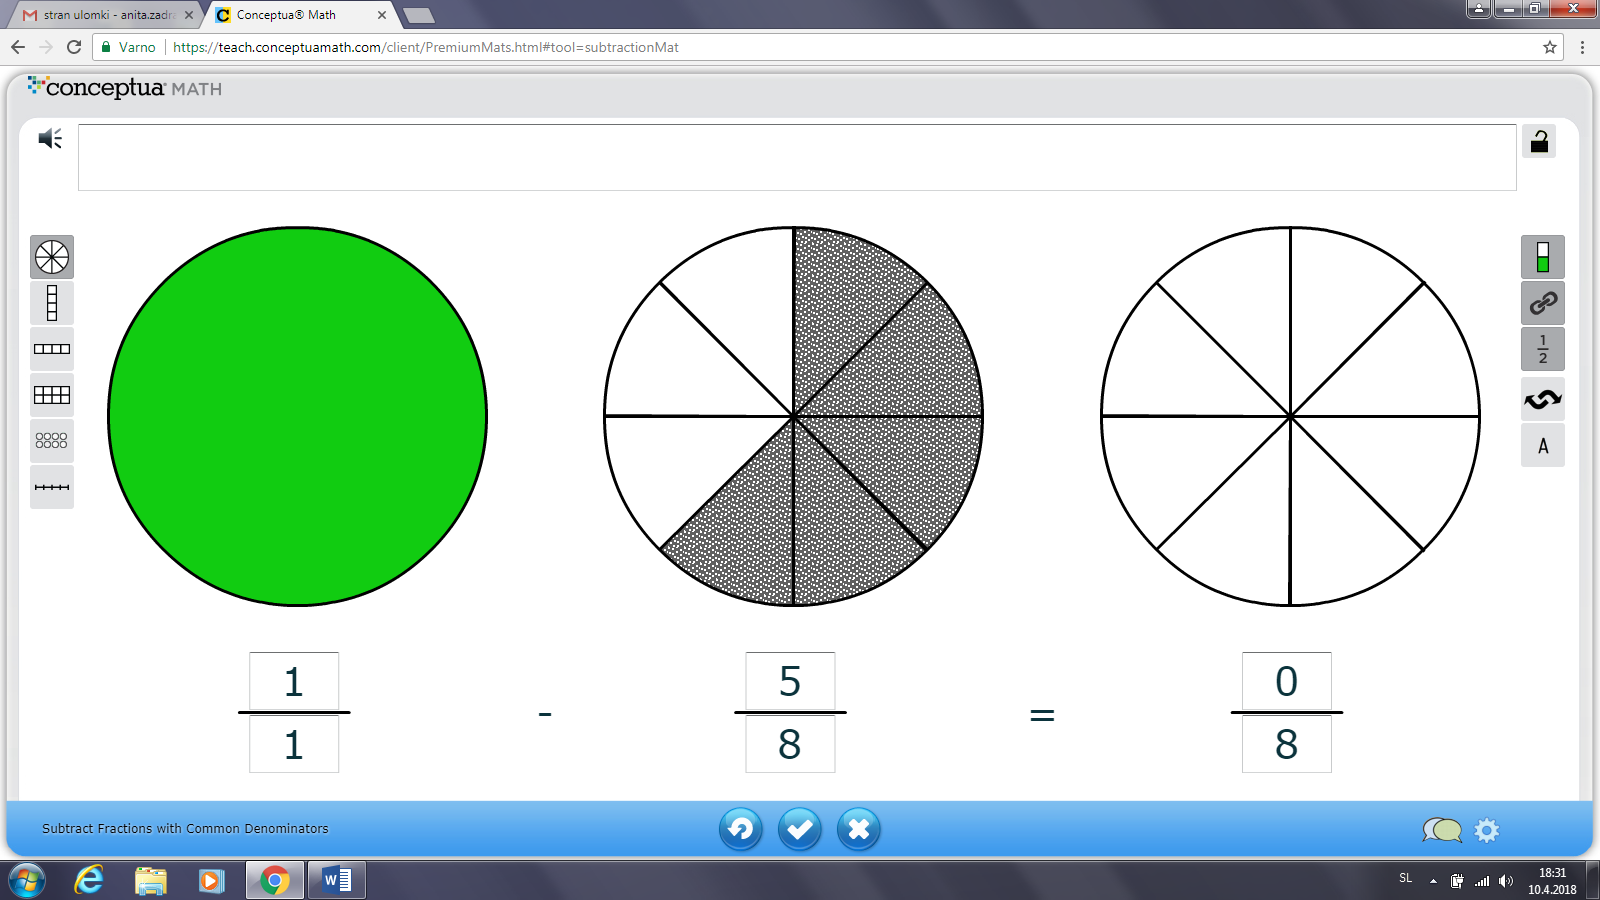 stran ulomki - anita.zadr
Conceptua® Math
Varno
https://teach.conceptuamath.com/client/PremiumMats.html#tool=subtractionMat
conceptua MATH
1
2
A
1 5 0
- =
1 8 8
Subtract Fractions with Common Denominators
SL
18:31
10.4.2018